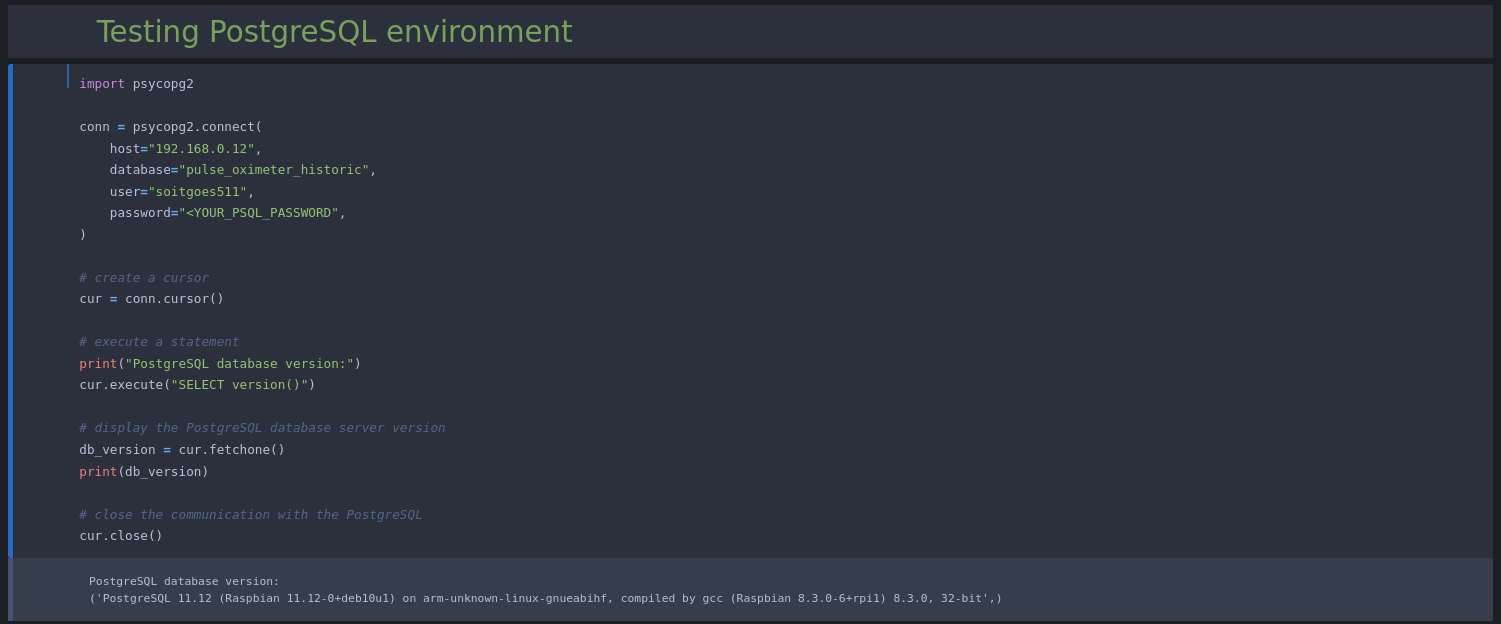 Testing PostgreSQL environment
import psycopg2
conn = psycopg2.connect(
    host="192.168.0.12",
    database="pulse_oximeter_historic",
    user="soitgoes511",
    password="<YOUR_PSQL_PASSWORD",
)
# create a cursor
cur = conn.cursor()
# execute a statement
print("PostgreSQL database version:")
cur.execute("SELECT version()")
# display the PostgreSQL database server version
db_version = cur.fetchone()
print(db_version)
# close the communication with the PostgreSQL
cur.close()
PostgreSQL database version:
('PostgreSQL 11.12 (Raspbian 11.12-0+deb10u1) on arm-unknown-linux-gnueabihf, compiled by gcc (Raspbian 8.3.0-6+rpi1) 8.3.0, 32-bit',)